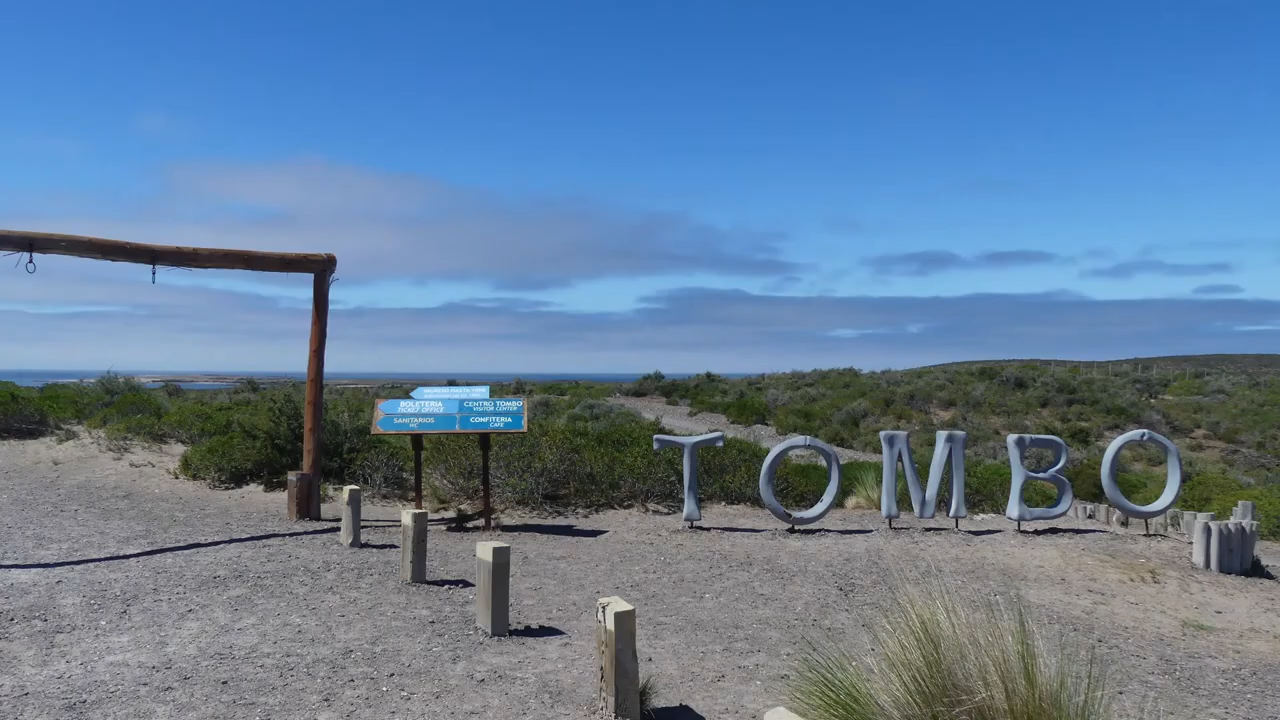 BOLETERIA
TICKET OFFICE
CENTRO TOMBO
VISITOR CENTER
SANITARIOS
WC
CONFITERIA
CAFE
TOMBO